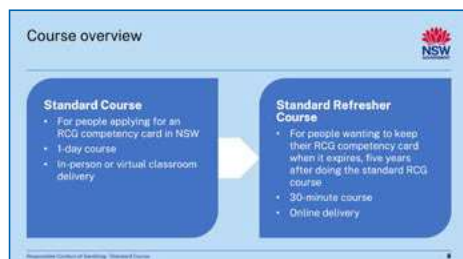 Course overview
NSW
GOVERNMENT
Standard Course
• For people applying for an
RCG competency card in NSW
• 1-day course
• In-person or virtual classroom
delivery
Standard Refresher
Course
• For people wanting to keep
their RCG competency card
when it expires, five years
after doing the standard RCG
course
• 30-minute course
• Online delivery
Responsible Conduct of Gambling - Standard Course